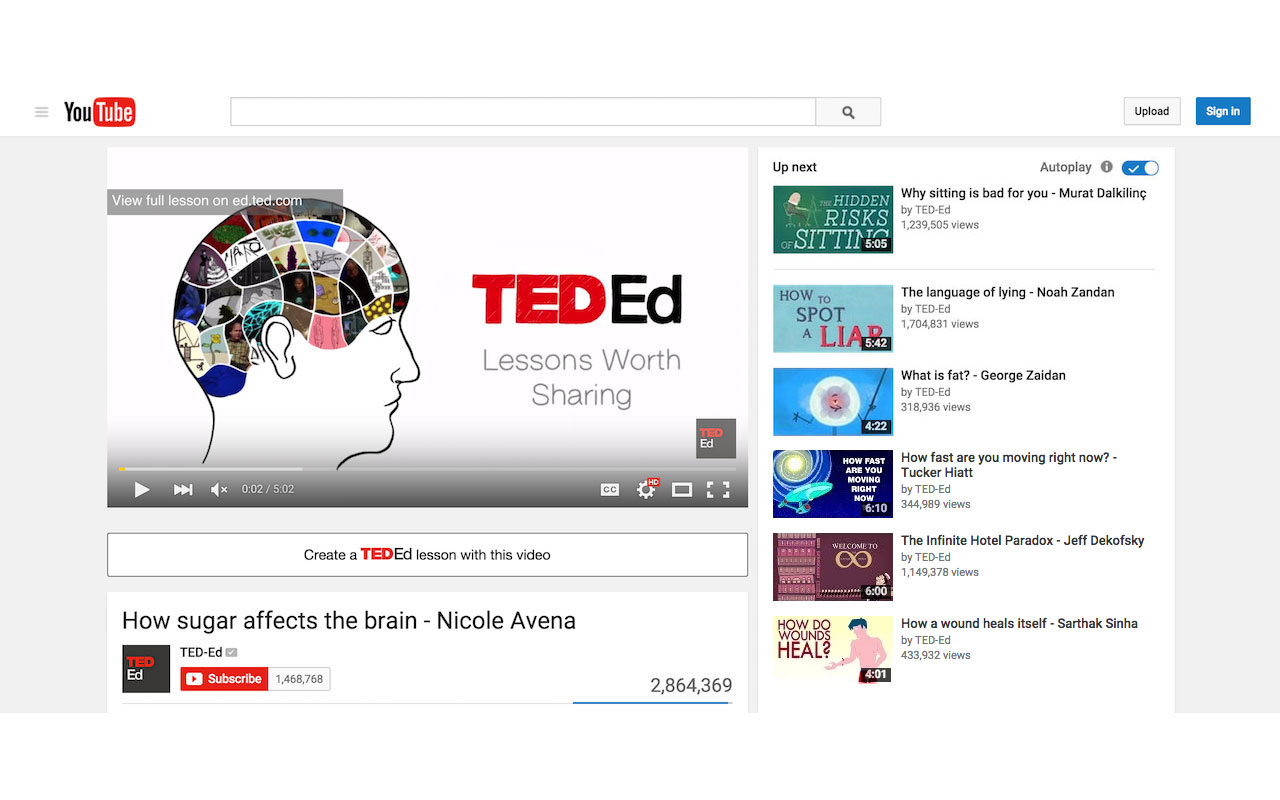 YouTube
Upload
Sign in
View full lesson on ed.ted.com
TEDEd
Lessons Worth
Sharing
TED
Ed
0:02 / 5:02
CC
HD
Create a TEDEd lesson with this video
How sugar affects the brain - Nicole Avena
TED
Ed
TED-Ed
Subscribe
1,468,768
2,864,369
Up next
Autoplay
THE HIDDEN
RISKS
OF SITTING
5:05
Why sitting is bad for you - Murat Dalkilinç
by TED-Ed
1,239,505 views
HOW TO
SPOT
A LIAR
5:42
The language of lying - Noah Zandan
by TED-Ed
1,704,831 views
4:22
What is fat? - George Zaidan
by TED-Ed
318,936 views
HOW FAST
ARE YOU
MOVING
RIGHT
NOW
6:10
How fast are you moving right now? -
Tucker Hiatt
by TED-Ed
344,989 views
WELCOME TO
6:00
The Infinite Hotel Paradox - Jeff Dekofsky
by TED-Ed
1,149,378 views
HOW DO
WOUNDS
HEAL?
4:01
How a wound heals itself - Sarthak Sinha
by TED-Ed
433,932 views